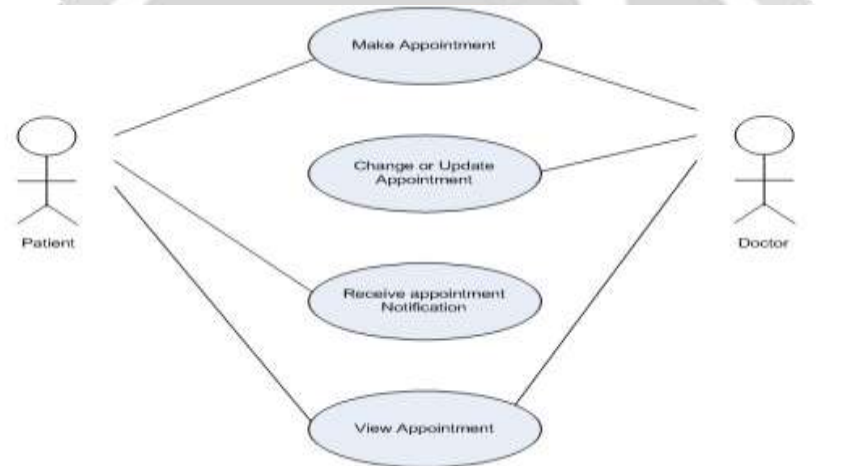 Make Appointment
Change or Update
Appointment
Patient
Doctor
Receive appointment
Notification
View Appointment